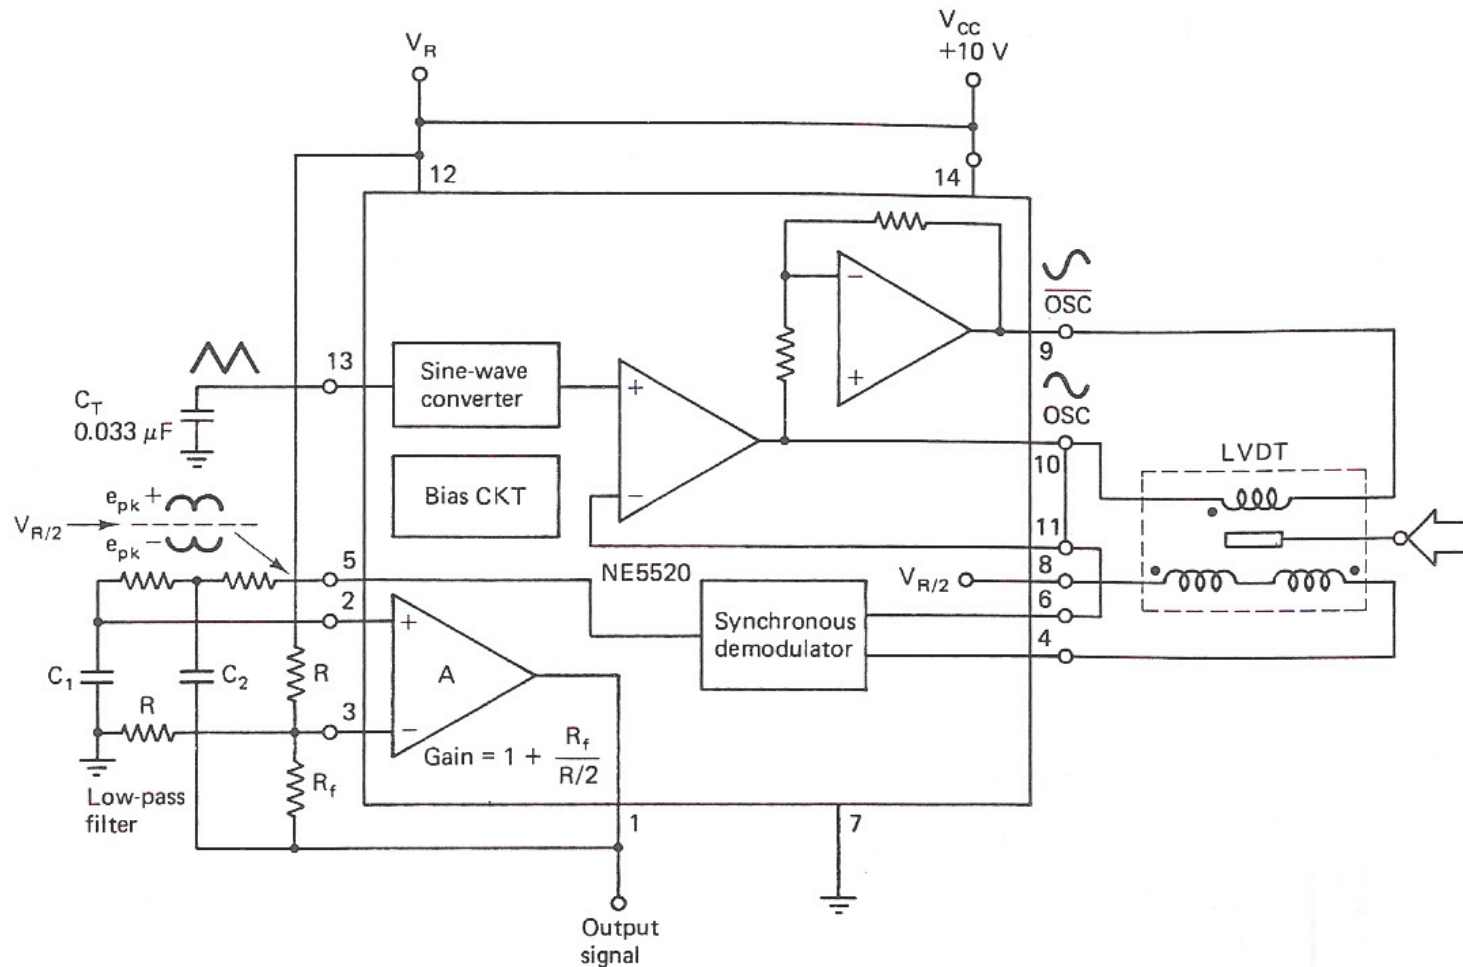 V_R
V_CC
+10 V
12
14
OSC
9
13
Sine-wave
converter
+
−
−
+
OSC
10
C_T
0.033 μF
LVDT
Bias CKT
e_pk +
V_R/2
e_pk −
11
8
5
NE5520
V_R/2
6
2
Synchronous
demodulator
4
+
C_1
C_2
R
A
R
3
−
Gain = 1 + R_f / R/2
R_f
Low-pass
filter
1
7
Output
signal